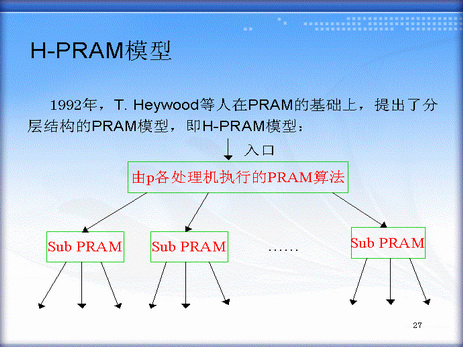 H-PRAM模型
1992年，T. Heywood等人在PRAM的基础上，提出了分
层结构的PRAM模型，即H-PRAM模型：
入口
由p各处理机执行的PRAM算法
Sub PRAM
Sub PRAM
……
Sub PRAM
27